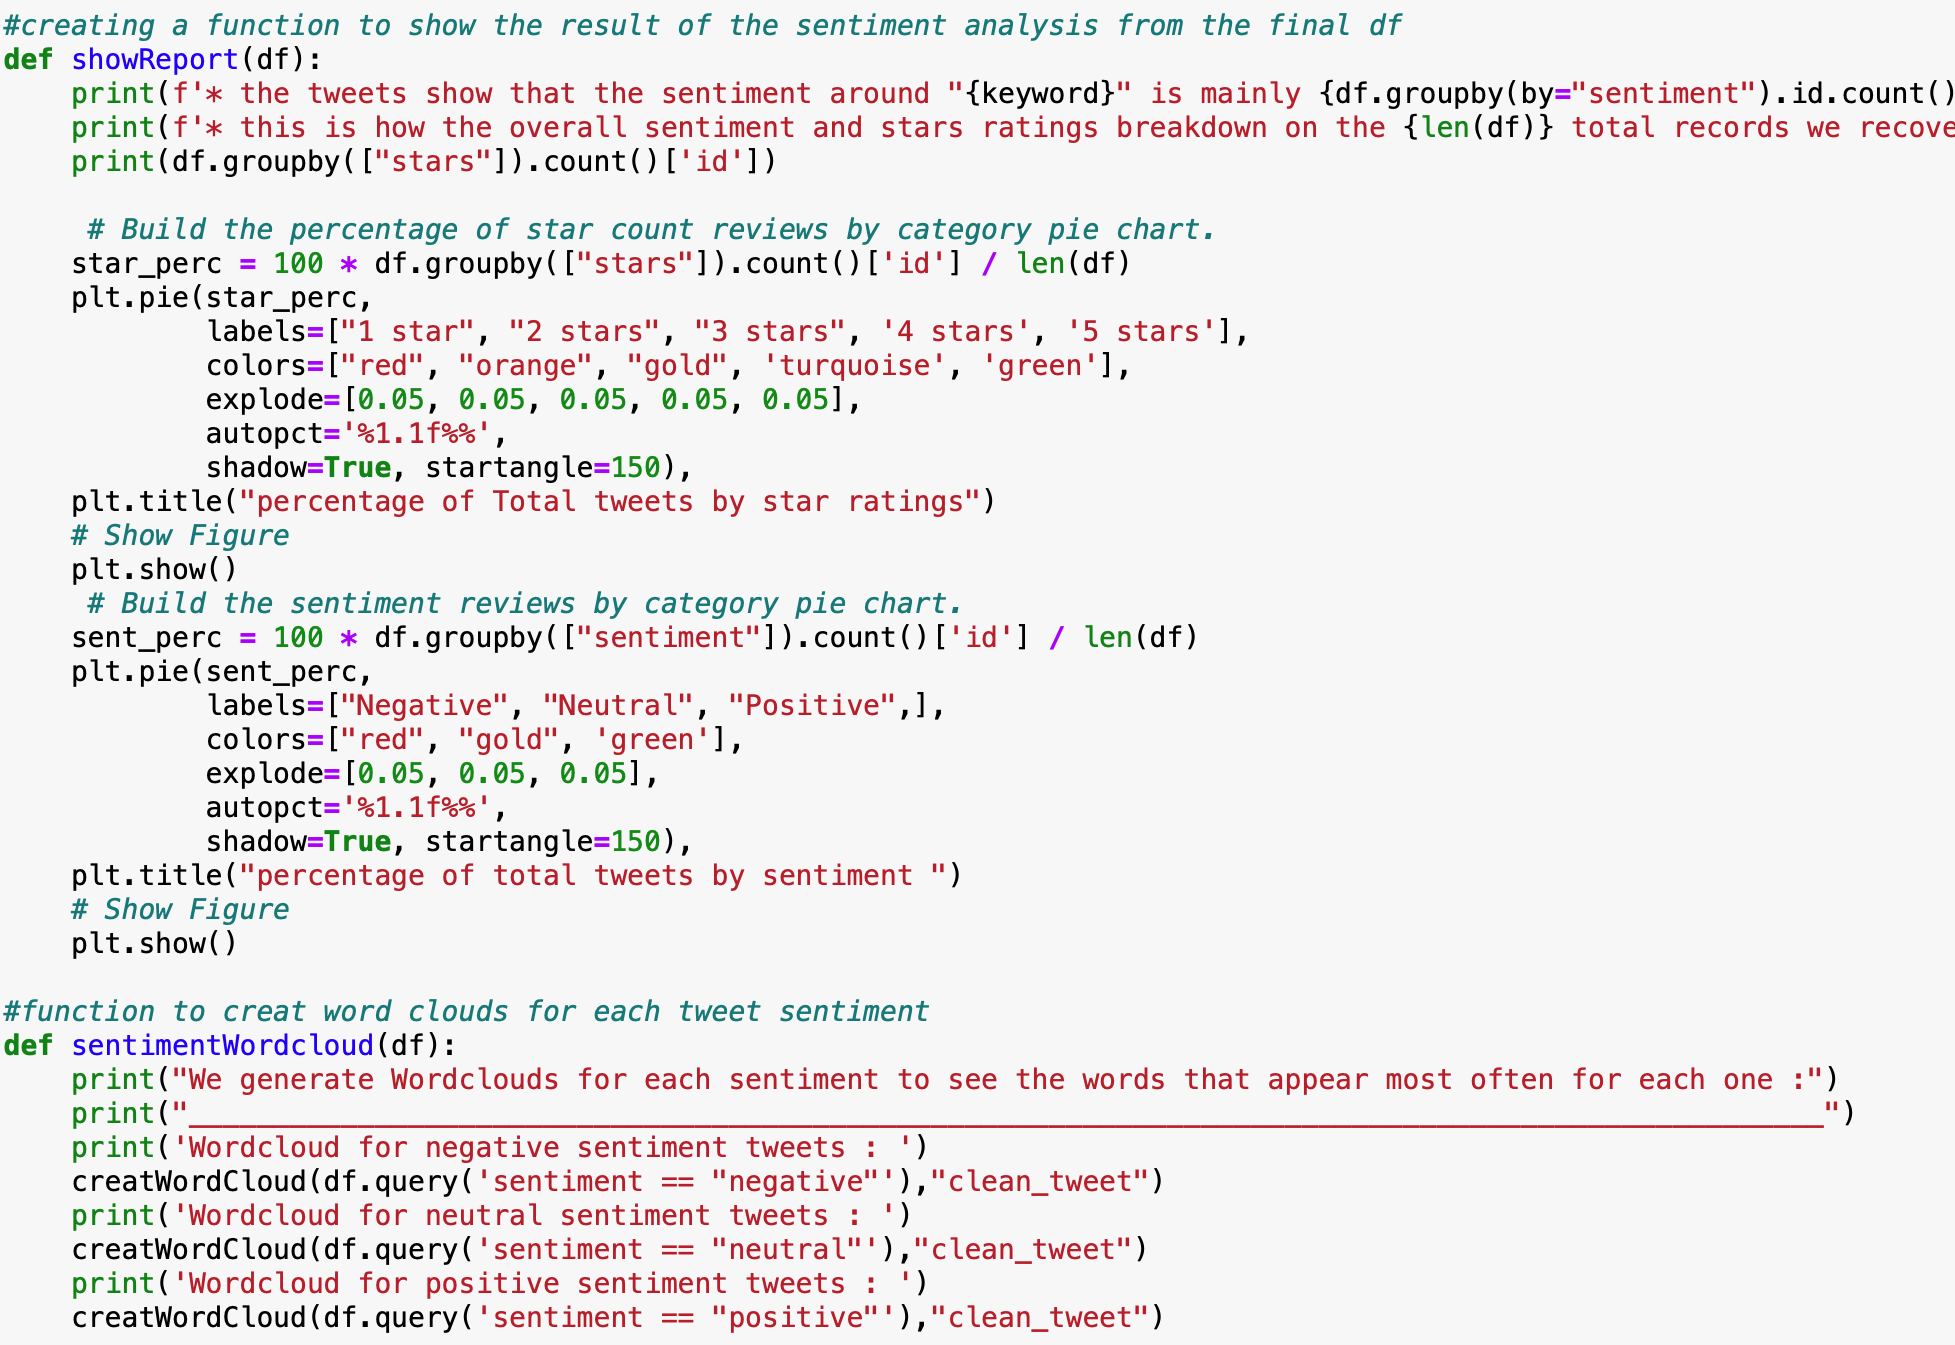 #creating a function to show the result of the sentiment analysis from the final df
def showReport(df):
    print(f'* the tweets show that the sentiment around "{keyword}" is mainly {df.groupby(by="sentiment").id.count()
    print(f'* this is how the overall sentiment and stars ratings breakdown on the {len(df)} total records we recove
    print(df.groupby(["stars"]).count()['id'])

     # Build the percentage of star count reviews by category pie chart.
    star_perc = 100 * df.groupby(["stars"]).count()['id'] / len(df)
    plt.pie(star_perc,
            labels=["1 star", "2 stars", "3 stars", '4 stars', '5 stars'],
            colors=["red", "orange", "gold", 'turquoise', 'green'],
            explode=[0.05, 0.05, 0.05, 0.05, 0.05],
            autopct='%1.1f%%',
            shadow=True, startangle=150),
    plt.title("percentage of Total tweets by star ratings")
    # Show Figure
    plt.show()
     # Build the sentiment reviews by category pie chart.
    sent_perc = 100 * df.groupby(["sentiment"]).count()['id'] / len(df)
    plt.pie(sent_perc,
            labels=["Negative", "Neutral", "Positive",],
            colors=["red", "gold", 'green'],
            explode=[0.05, 0.05, 0.05],
            autopct='%1.1f%%',
            shadow=True, startangle=150),
    plt.title("percentage of total tweets by sentiment ")
    # Show Figure
    plt.show()

#function to creat word clouds for each tweet sentiment
def sentimentWordcloud(df):
    print("We generate Wordclouds for each sentiment to see the words that appear most often for each one :")
    print("_________________________________________________________________________________________________")
    print('Wordcloud for negative sentiment tweets : ')
    creatWordCloud(df.query('sentiment == "negative"'),"clean_tweet")
    print('Wordcloud for neutral sentiment tweets : ')
    creatWordCloud(df.query('sentiment == "neutral"'),"clean_tweet")
    print('Wordcloud for positive sentiment tweets : ')
    creatWordCloud(df.query('sentiment == "positive"'),"clean_tweet")